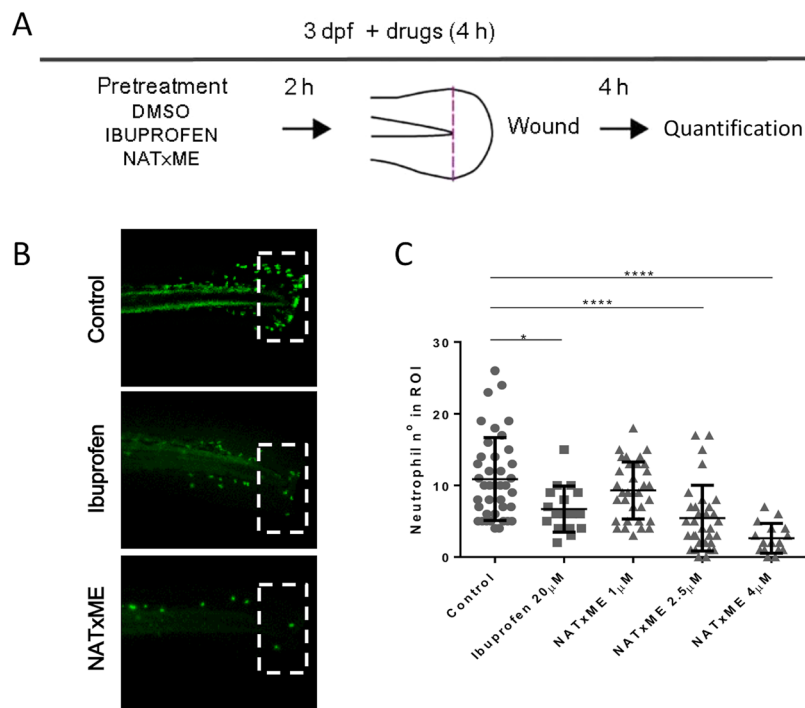 A
3 dpf + drugs (4 h)
Pretreatment
DMSO
IBUPROFEN
NATxME
2 h
Wound
4 h
Quantification
B
Control
Ibuprofen
NATxME
C
****
****
*
Neutrophil nº in ROI
30
20
10
0
Control
Ibuprofen 20µM
NATxME 1µM
NATxME 2.5µM
NATxME 4µM